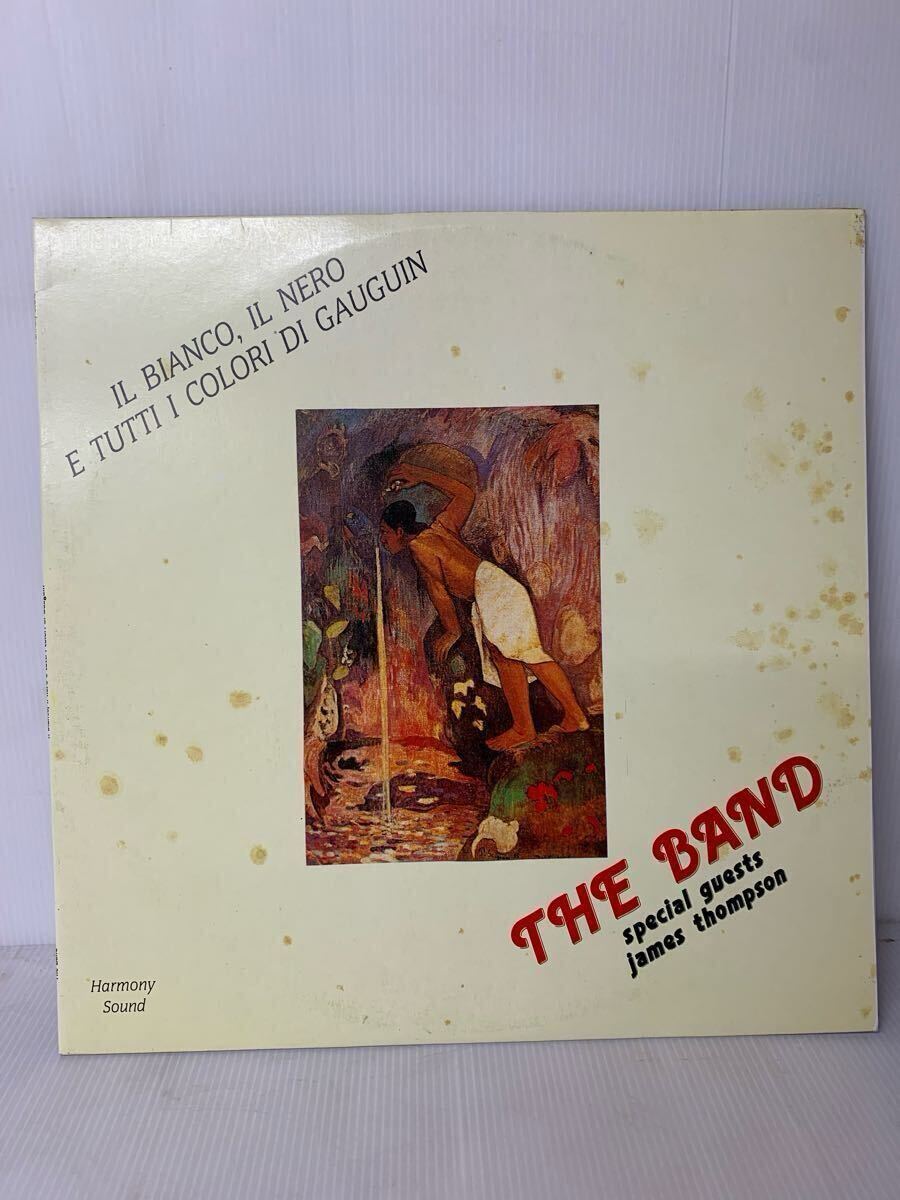 IL BIANCO, IL NERO
E TUTTI I COLORI DI GAUGUIN
THE BAND
special guests
james thompson
Harmony
Sound